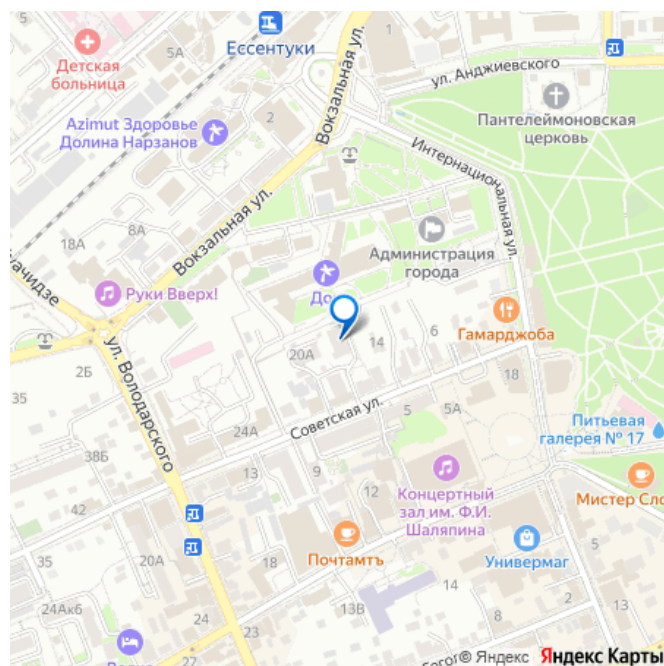 Ессентуки
5А
Детская
больница
1
ул. Анджиевского
Пантелеймоновская
церковь
Azimut Здоровье
Долина Нарзанов
2
Вокзальная ул.
Интернациональная ул.
Вокзальная ул.
18А
8А
Администрация
города
Руки Вверх!
Гамарджоба
20А
14
6
2Б
35
ул. Володарского
24А
Советская ул.
5
5А
18
Питьевая
галерея № 17
38Б
13
9
12
Концертный
зал им. Ф.И.
Шаляпина
42
Мистер
5
20А
18
Почтамтъ
14
Универмаг
35
24Ак6
13В
8
2
27
24
23
9
© Яндекс Яндекс Карты